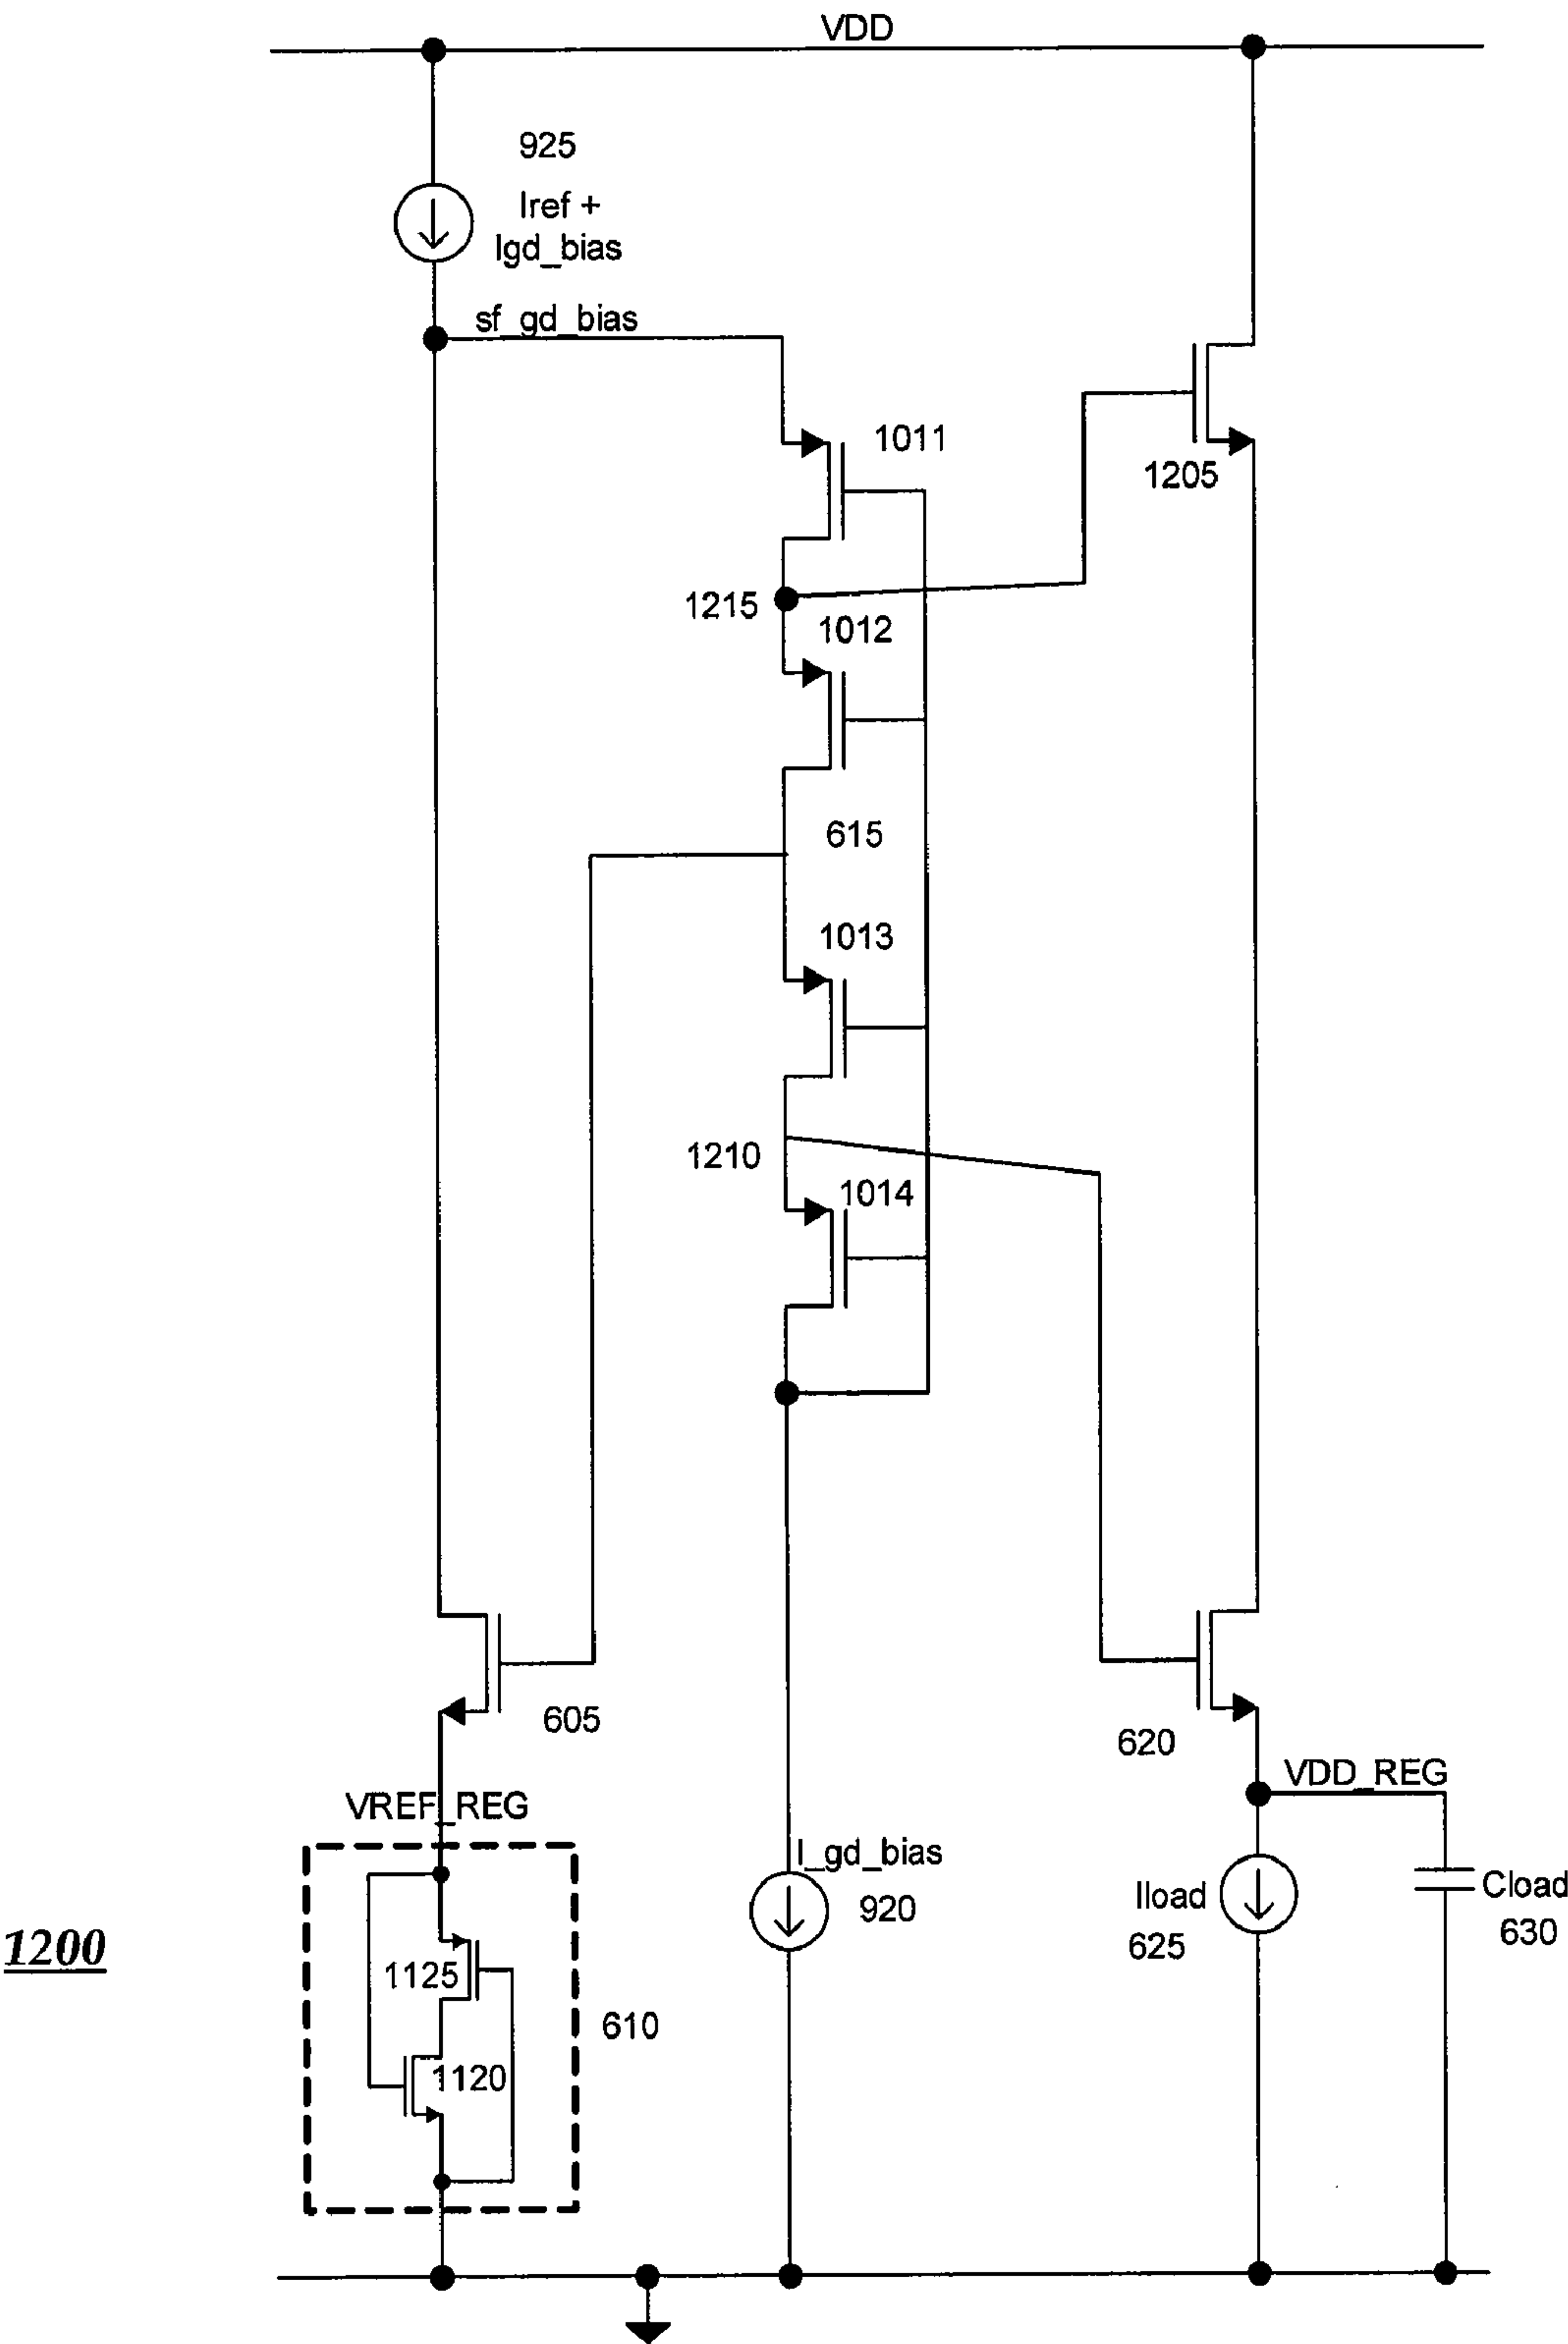 VDD
925
Iref +
Igd_bias
sf_gd_bias
1011
1205
1215
1012
615
1013
1210
1014
605
620
VREF_REG
VDD_REG
I_gd_bias
920
Iload
625
Cload
630
1200
1125
610
1120